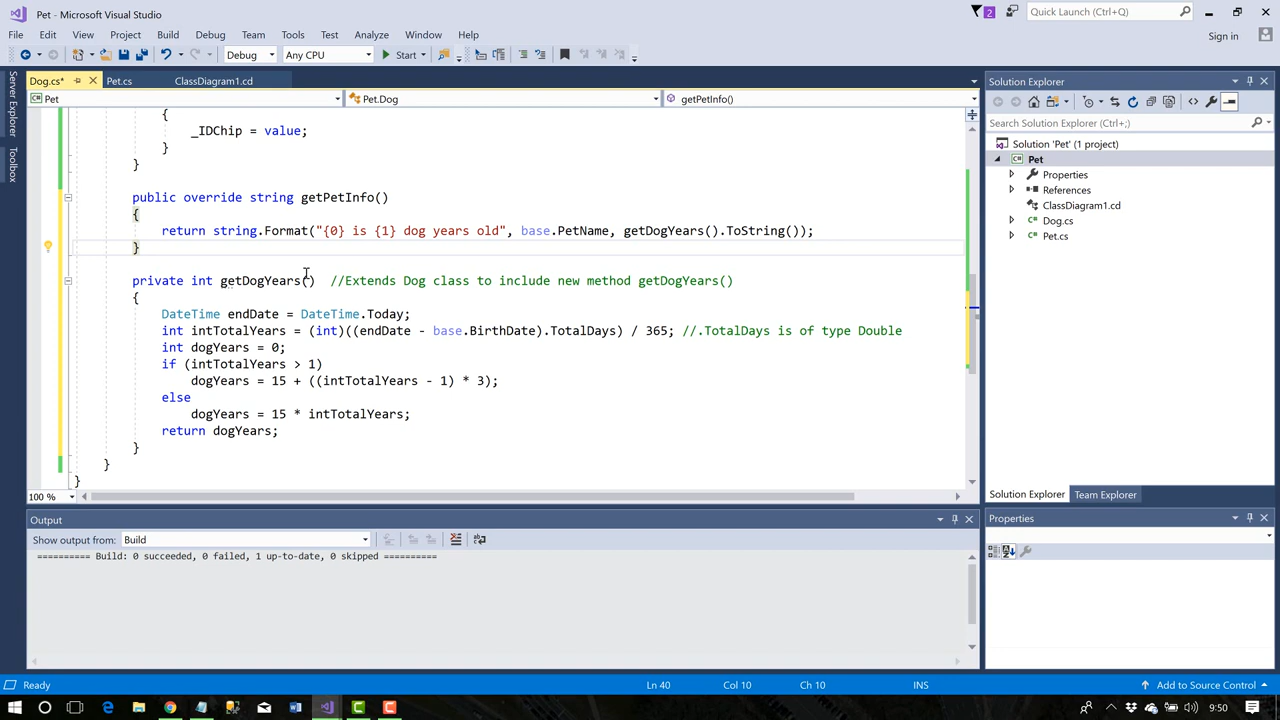 Pet - Microsoft Visual Studio
2
Quick Launch (Ctrl+Q)
File Edit View Project Build Debug Team Tools Test Analyze Window Help
Sign in
Debug Any CPU Start
Server Explorer
Toolbox
Dog.cs* Pet.cs ClassDiagram1.cd
Pet Pet.Dog getPetInfo()
{
_IDChip = value;
}
}
public override string getPetInfo()
{
return string.Format("{0} is {1} dog years old", base.PetName, getDogYears().ToString());
}
private int getDogYears() //Extends Dog class to include new method getDogYears()
{
DateTime endDate = DateTime.Today;
int intTotalYears = (int)((endDate - base.BirthDate).TotalDays) / 365; //.TotalDays is of type Double
int dogYears = 0;
if (intTotalYears > 1)
dogYears = 15 + ((intTotalYears - 1) * 3);
else
dogYears = 15 * intTotalYears;
return dogYears;
}
}
}
100 %
Solution Explorer
Search Solution Explorer (Ctrl+;)
Solution 'Pet' (1 project)
Pet
Properties
References
ClassDiagram1.cd
Dog.cs
Pet.cs
Solution Explorer Team Explorer
Properties
Output
Show output from: Build
========== Build: 0 succeeded, 0 failed, 1 up-to-date, 0 skipped ==========
Ready Ln 40 Col 10 Ch 10 INS Add to Source Control
9:50